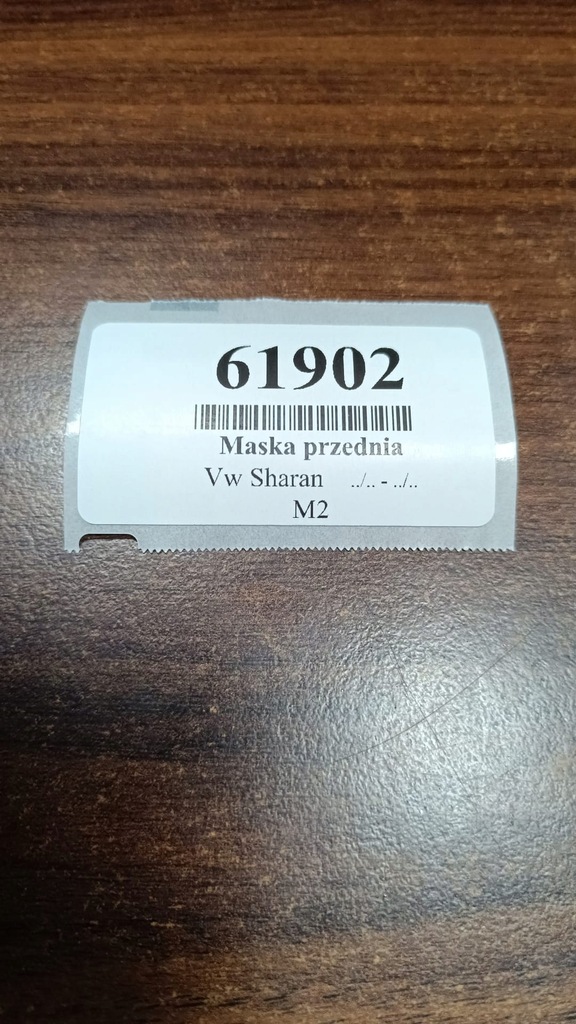 61902
Maska przednia
Vw Sharan ../.. - ../..
M2